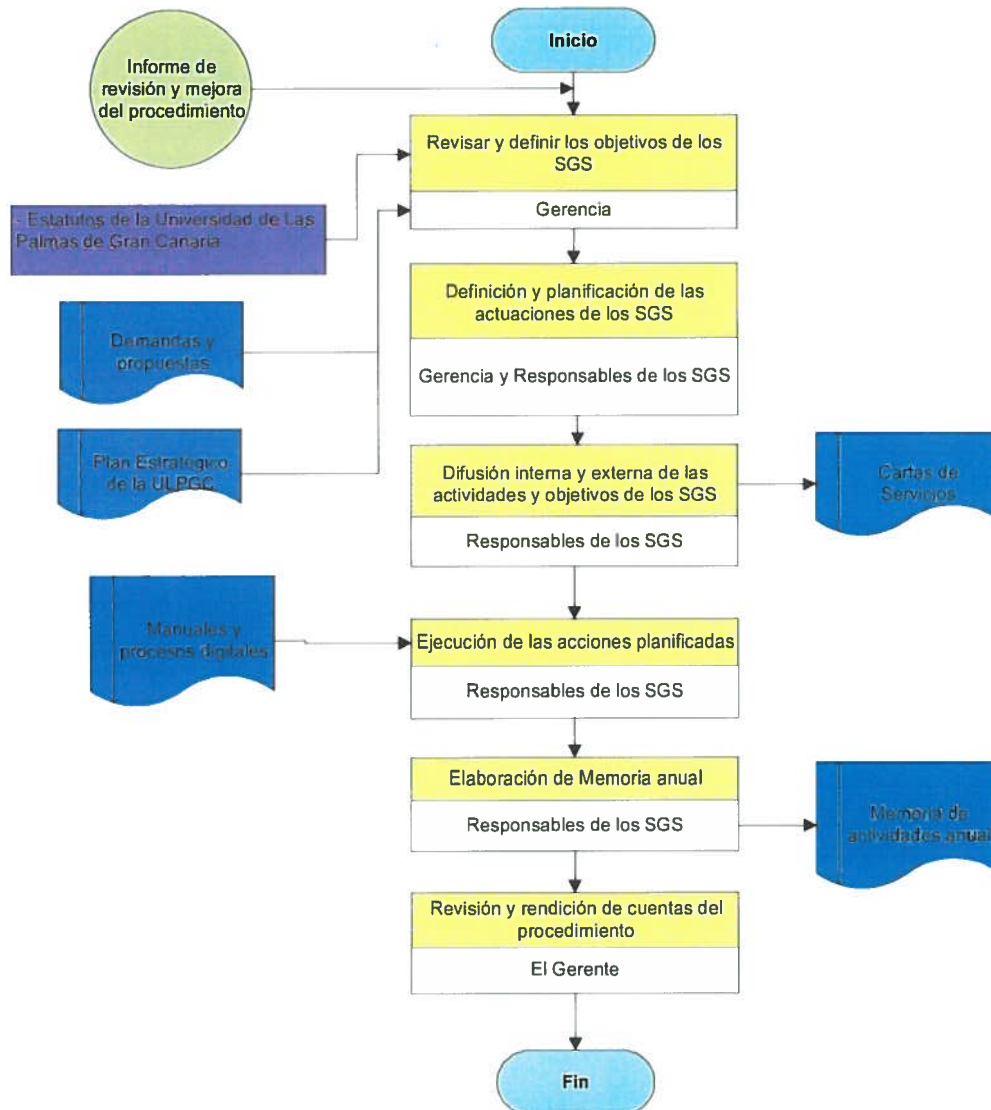 Inicio
Informe de
revisión y mejora
del procedimiento
Revisar y definir los objetivos de los
SGS
Gerencia
- Estatutos de la Universidad de Las
Palmas de Gran Canaria
Definición y planificación de las
actuaciones de los SGS
Gerencia y Responsables de los SGS
Demandas y
propuestas
Plan Estratégico
de la ULPGC
Difusión interna y externa de las
actividades y objetivos de los SGS
Responsables de los SGS
Cartas de
Servicios
Manuales y
procesos digitales
Ejecución de las acciones planificadas
Responsables de los SGS
Elaboración de Memoria anual
Responsables de los SGS
Memoria de
actividades anual
Revisión y rendición de cuentas del
procedimiento
El Gerente
Fin